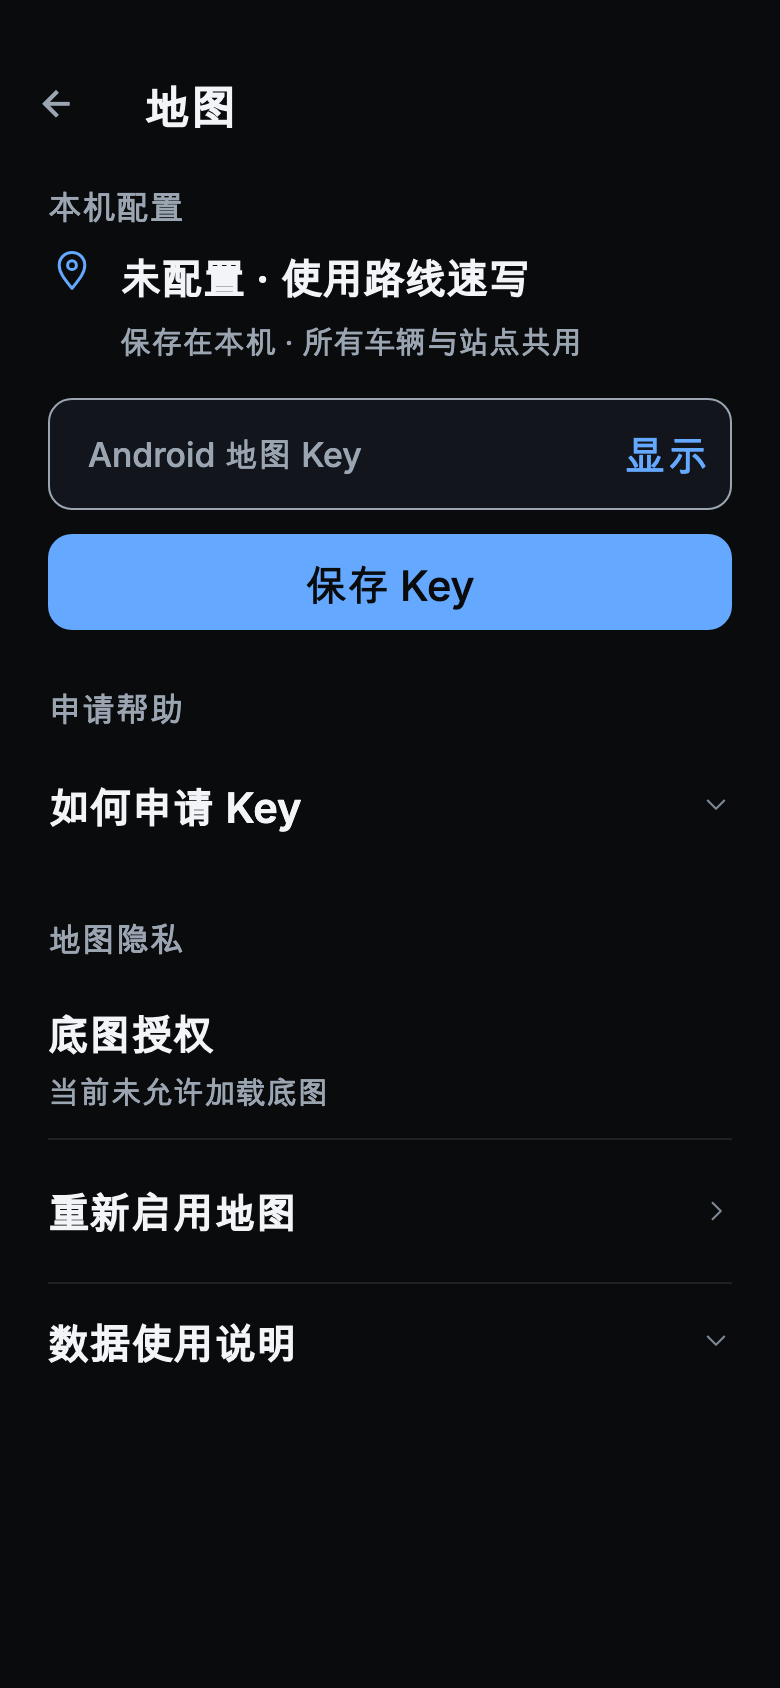 地图
本机配置
未配置 · 使用路线速写
保存在本机 · 所有车辆与站点共用
Android 地图 Key 显示
保存 Key
申请帮助
如何申请 Key
地图隐私
底图授权
当前未允许加载底图
重新启用地图
数据使用说明